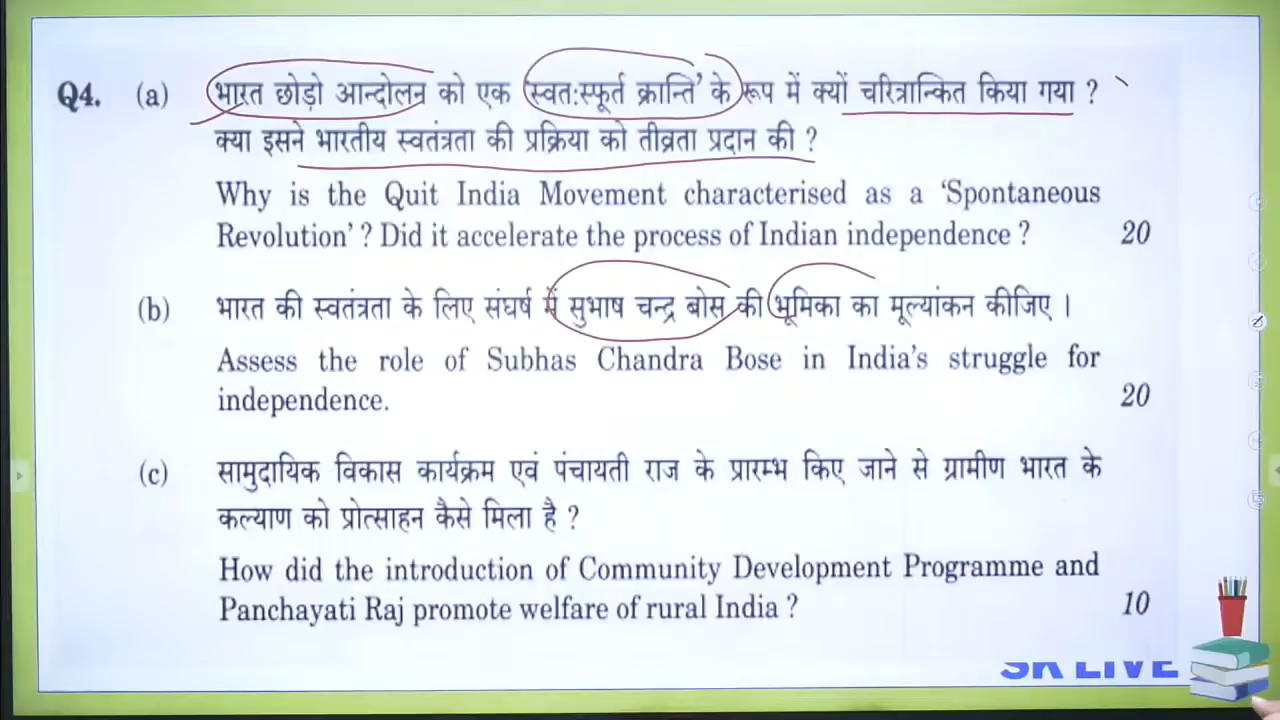 Q4. (a) भारत छोड़ो आन्दोलन को एक 'स्वतःस्फूर्त क्रान्ति' के रूप में क्यों चरित्रान्कित किया गया ?
क्या इसने भारतीय स्वतंत्रता की प्रक्रिया को तीव्रता प्रदान की ?
Why is the Quit India Movement characterised as a 'Spontaneous
Revolution' ? Did it accelerate the process of Indian independence ? 20
(b) भारत की स्वतंत्रता के लिए संघर्ष में सुभाष चन्द्र बोस की भूमिका का मूल्यांकन कीजिए ।
Assess the role of Subhas Chandra Bose in India's struggle for
independence. 20
(c) सामुदायिक विकास कार्यक्रम एवं पंचायती राज के प्रारम्भ किए जाने से ग्रामीण भारत के
कल्याण को प्रोत्साहन कैसे मिला है ?
How did the introduction of Community Development Programme and
Panchayati Raj promote welfare of rural India ? 10
SK LIVE